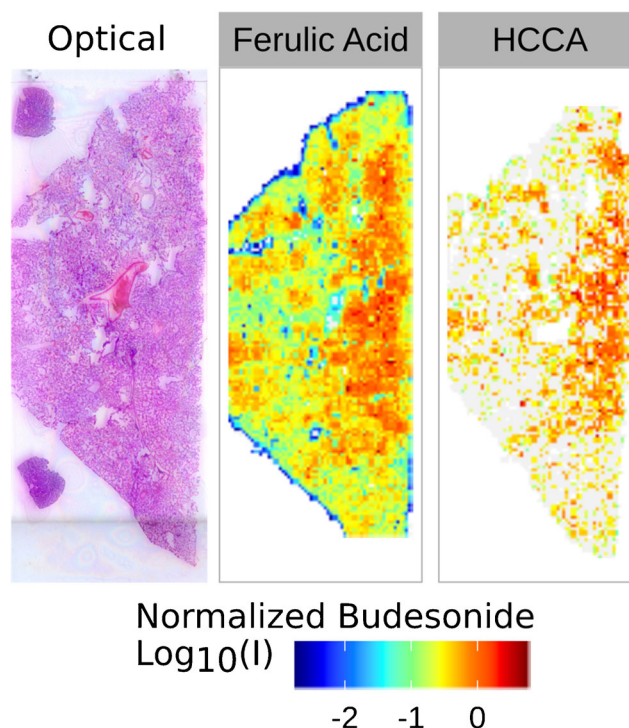 Optical
Ferulic Acid
HCCA
Normalized Budesonide
Log10(I)
-2 -1 0